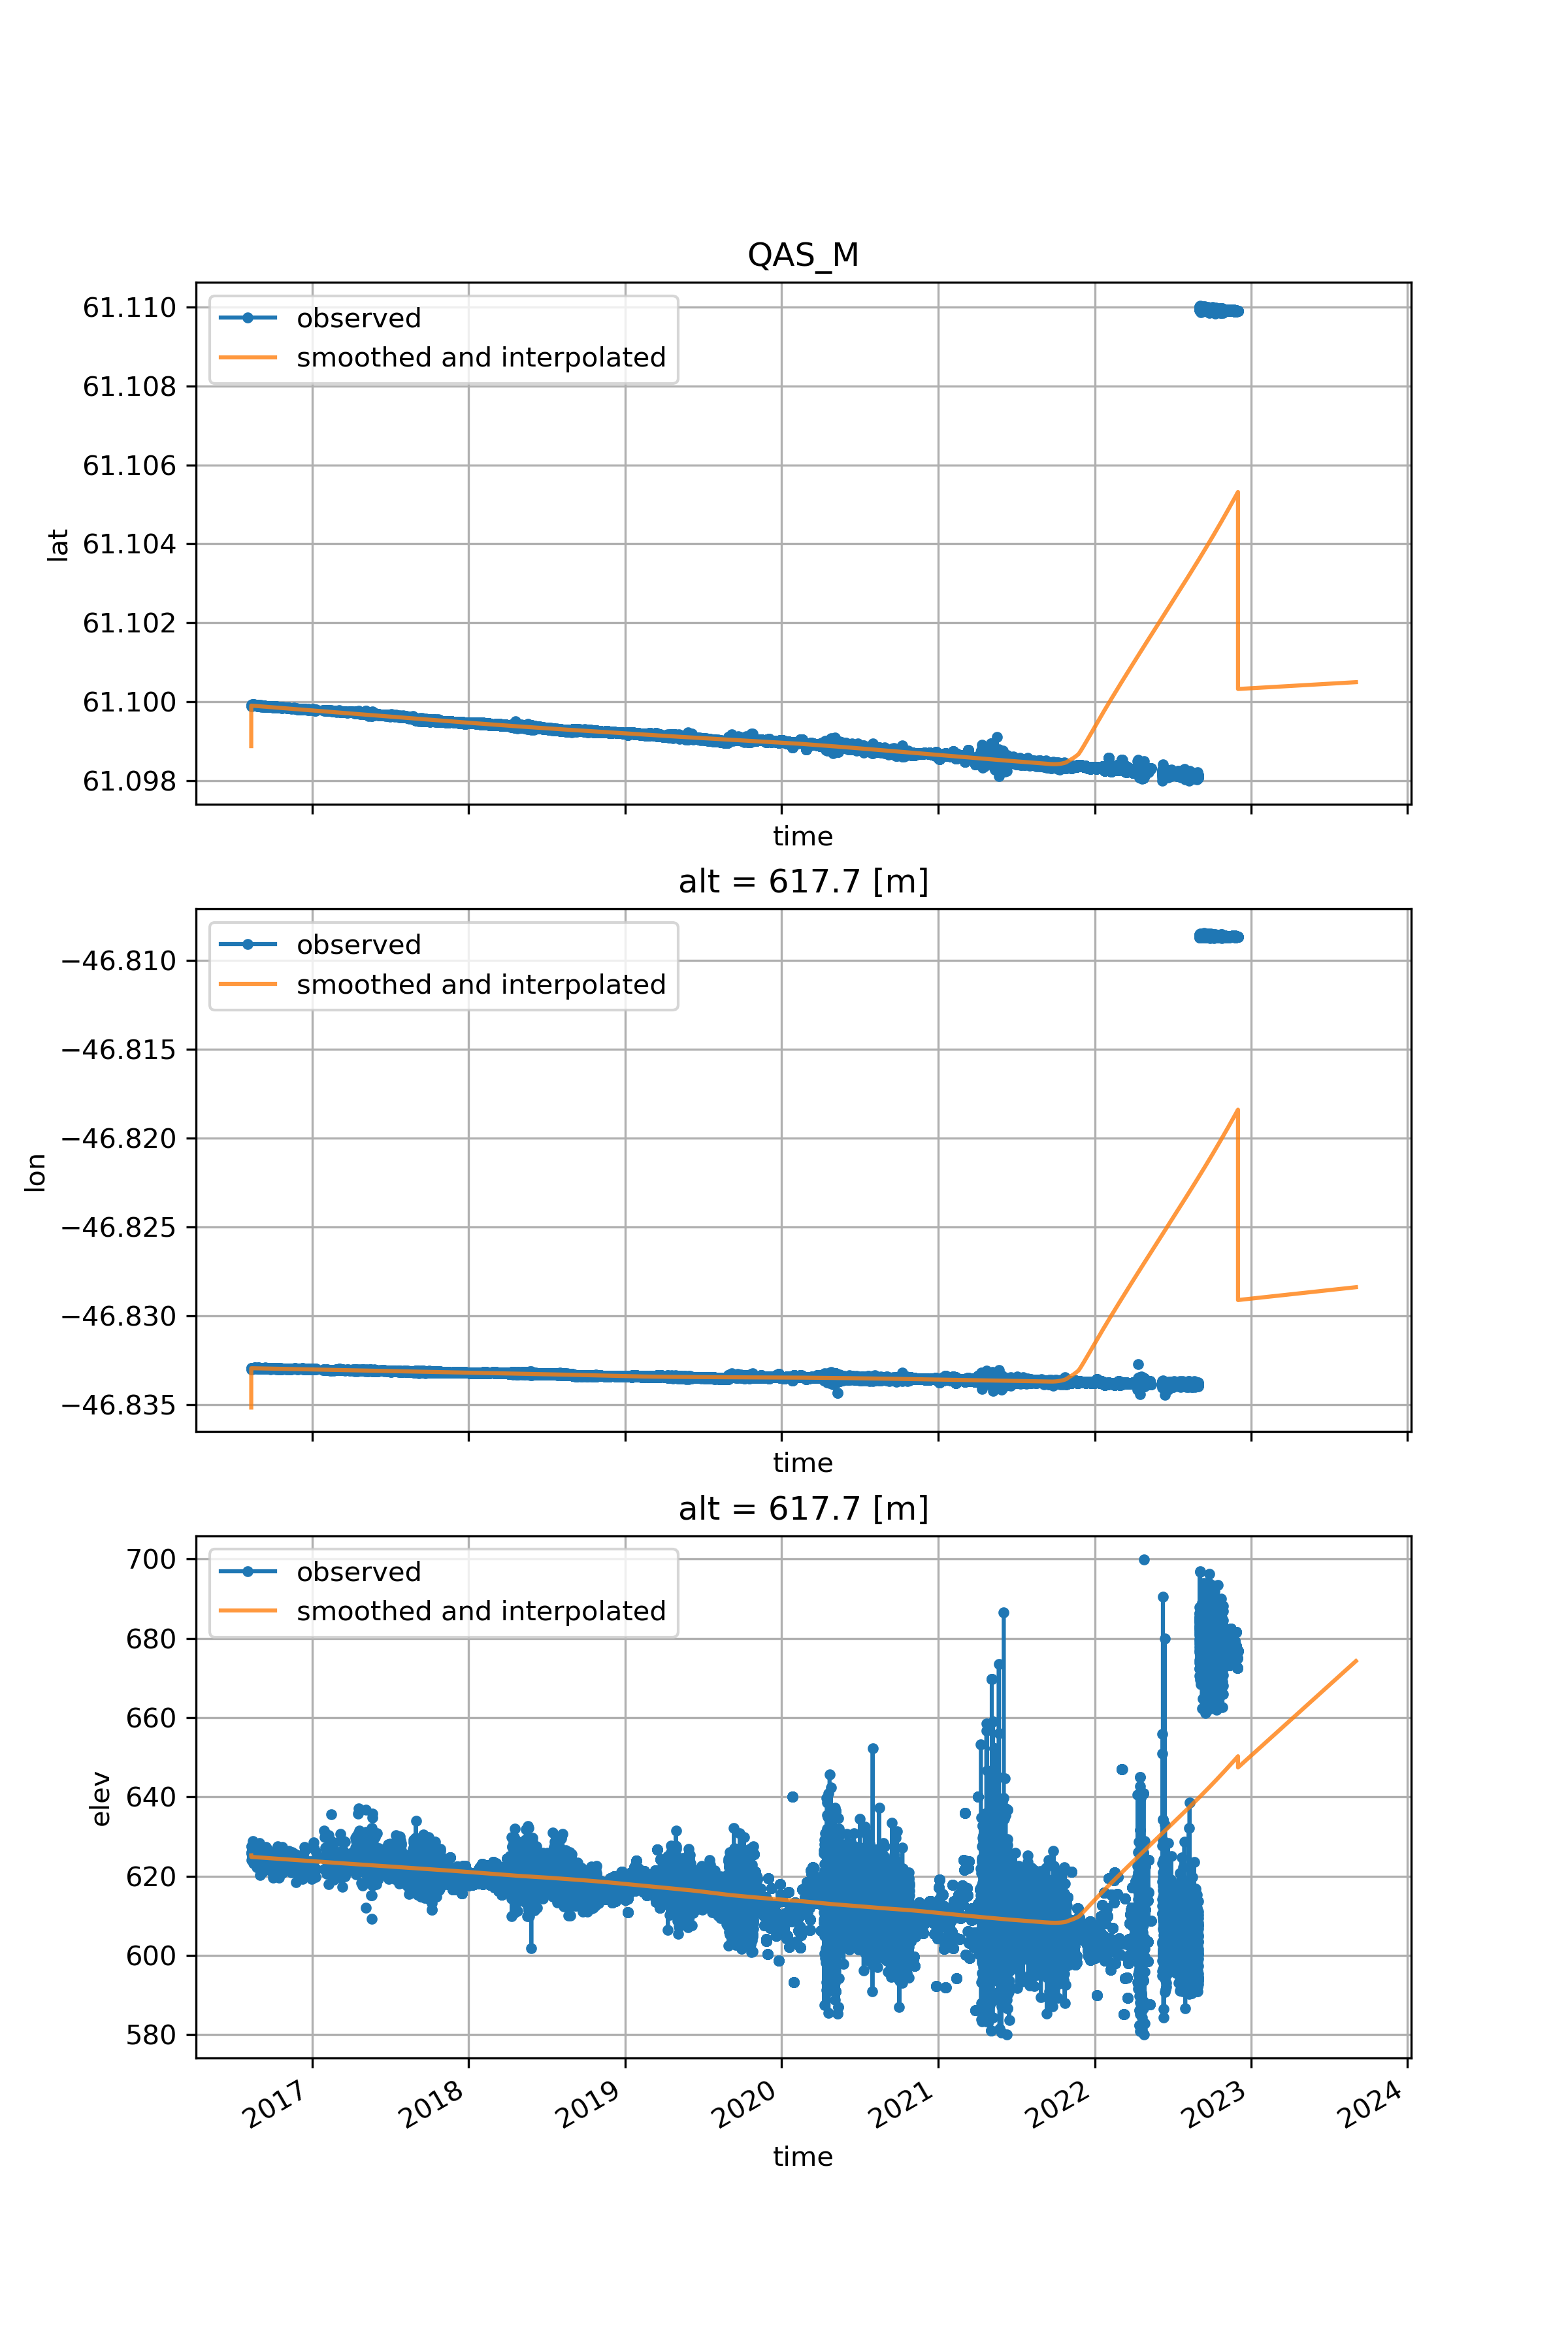 QAS_M
61.110
61.108
61.106
61.104
61.102
61.100
61.098
lat
observed
smoothed and interpolated
time
alt = 617.7 [m]
−46.810
−46.815
−46.820
−46.825
−46.830
−46.835
lon
observed
smoothed and interpolated
time
alt = 617.7 [m]
700
680
660
640
620
600
580
elev
observed
smoothed and interpolated
2017
2018
2019
2020
2021
2022
2023
2024
time